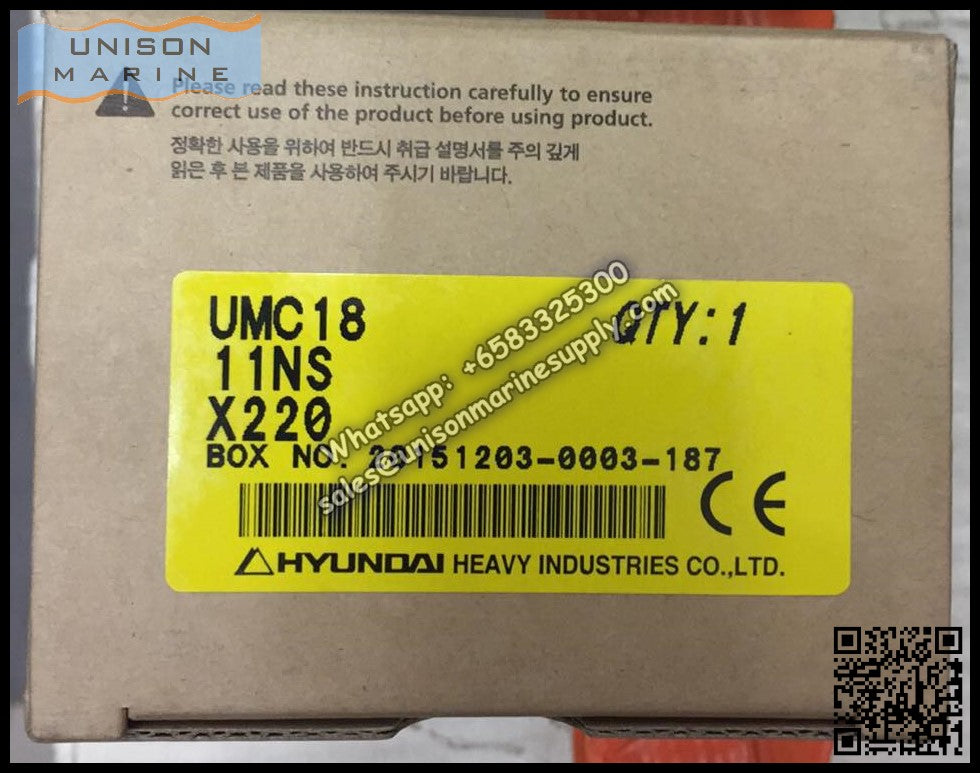 UNISON
MARINE
Please read these instruction carefully to ensure
correct use of the product before using product.
정확한 사용을 위하여 반드시 취급 설명서를 주의 깊게
읽은 후 본 제품을 사용하여 주시기 바랍니다.
UMC18 QTY:1
11NS
X220
Whatsapp: +6583325300
sales@unisonmarinesupply.com
BOX NO. 20151203-0003-187
CE
HYUNDAI HEAVY INDUSTRIES CO.,LTD.